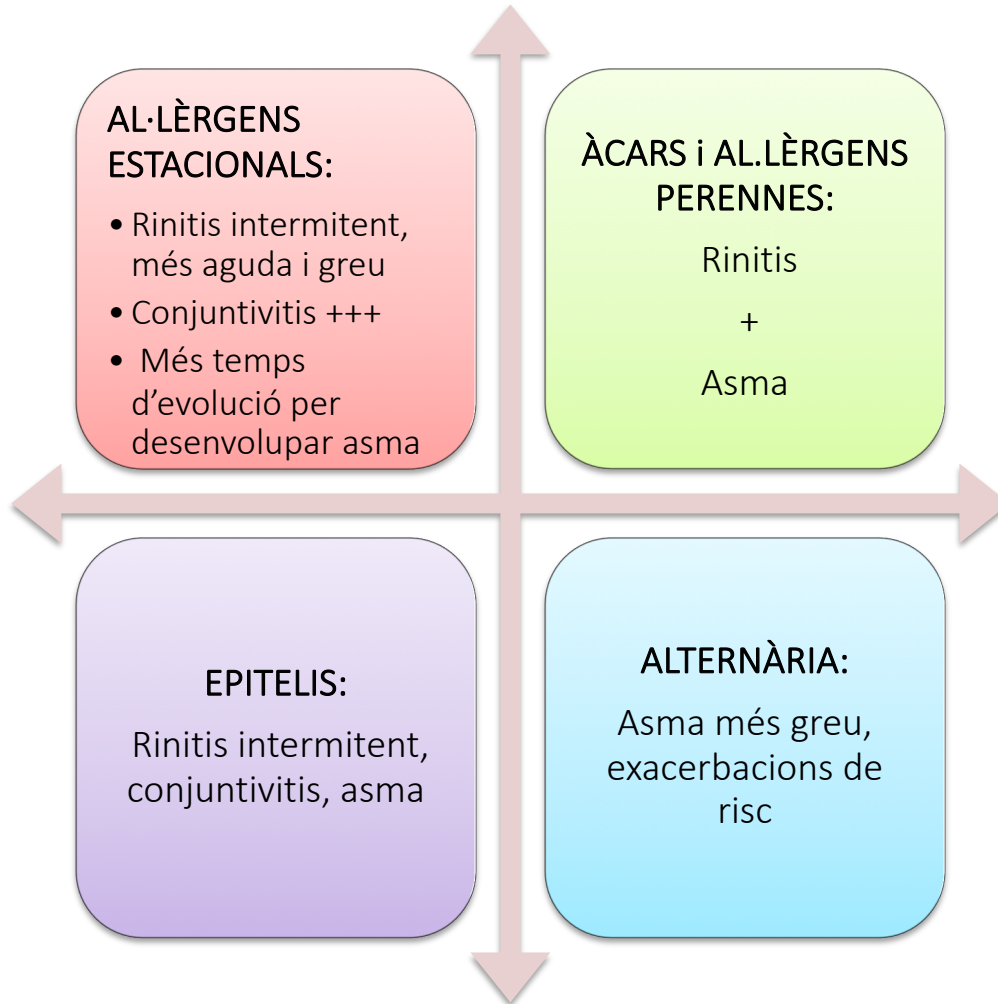 AL·LÈRGENS
ESTACIONALS:
• Rinitis intermitent,
més aguda i greu
• Conjuntivitis +++
• Més temps
d’evolució per
desenvolupar asma
ÀCARS i AL.LÈRGENS
PERENNES:
Rinitis
+
Asma
EPITELIS:
Rinitis intermitent,
conjuntivitis, asma
ALTERNÀRIA:
Asma més greu,
exacerbacions de
risc